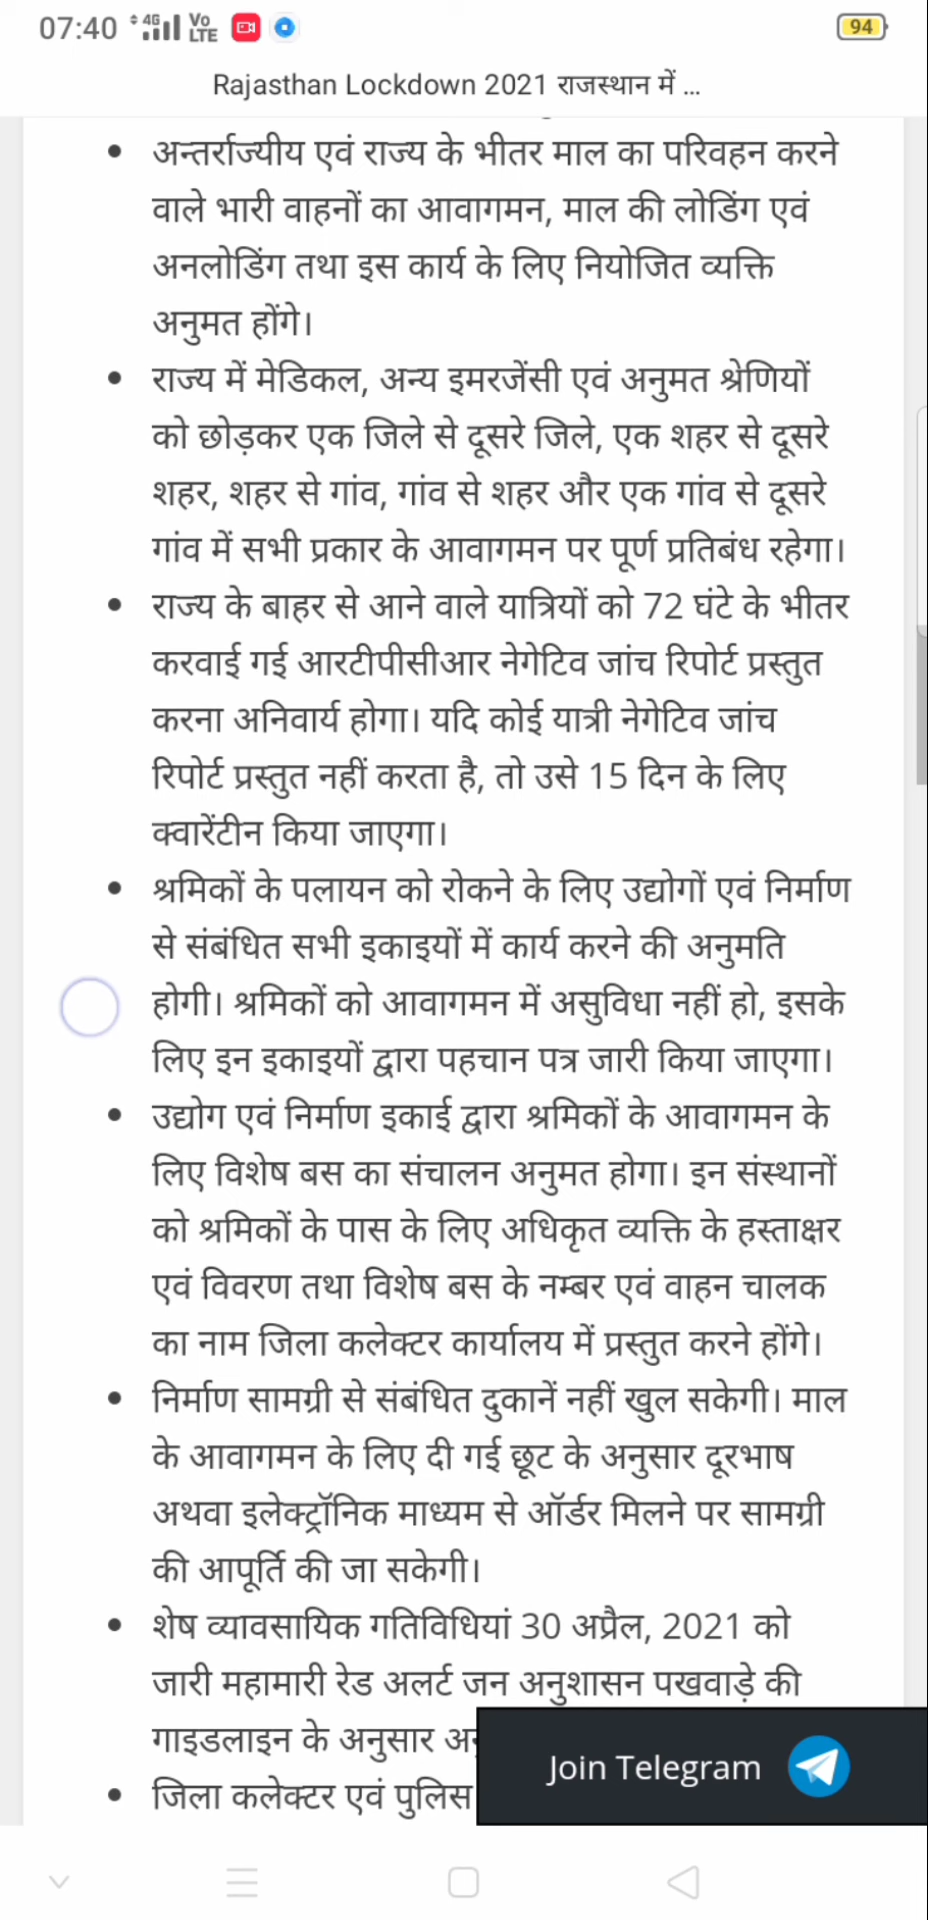 07:40 4G Vo LTE 94
Rajasthan Lockdown 2021 राजस्थान में ...
अन्तर्राज्यीय एवं राज्य के भीतर माल का परिवहन करने
वाले भारी वाहनों का आवागमन, माल की लोडिंग एवं
अनलोडिंग तथा इस कार्य के लिए नियोजित व्यक्ति
अनुमत होंगे।
राज्य में मेडिकल, अन्य इमरजेंसी एवं अनुमत श्रेणियों
को छोड़कर एक जिले से दूसरे जिले, एक शहर से दूसरे
शहर, शहर से गांव, गांव से शहर और एक गांव से दूसरे
गांव में सभी प्रकार के आवागमन पर पूर्ण प्रतिबंध रहेगा।
राज्य के बाहर से आने वाले यात्रियों को 72 घंटे के भीतर
करवाई गई आरटीपीसीआर नेगेटिव जांच रिपोर्ट प्रस्तुत
करना अनिवार्य होगा। यदि कोई यात्री नेगेटिव जांच
रिपोर्ट प्रस्तुत नहीं करता है, तो उसे 15 दिन के लिए
क्वारेंटीन किया जाएगा।
श्रमिकों के पलायन को रोकने के लिए उद्योगों एवं निर्माण
से संबंधित सभी इकाइयों में कार्य करने की अनुमति
होगी। श्रमिकों को आवागमन में असुविधा नहीं हो, इसके
लिए इन इकाइयों द्वारा पहचान पत्र जारी किया जाएगा।
उद्योग एवं निर्माण इकाई द्वारा श्रमिकों के आवागमन के
लिए विशेष बस का संचालन अनुमत होगा। इन संस्थानों
को श्रमिकों के पास के लिए अधिकृत व्यक्ति के हस्ताक्षर
एवं विवरण तथा विशेष बस के नम्बर एवं वाहन चालक
का नाम जिला कलेक्टर कार्यालय में प्रस्तुत करने होंगे।
निर्माण सामग्री से संबंधित दुकानें नहीं खुल सकेगी। माल
के आवागमन के लिए दी गई छूट के अनुसार दूरभाष
अथवा इलेक्ट्रॉनिक माध्यम से ऑर्डर मिलने पर सामग्री
की आपूर्ति की जा सकेगी।
शेष व्यावसायिक गतिविधियां 30 अप्रैल, 2021 को
जारी महामारी रेड अलर्ट जन अनुशासन पखवाड़े की
गाइडलाइन के अनुसार
जिला कलेक्टर एवं पुलिस
Join Telegram